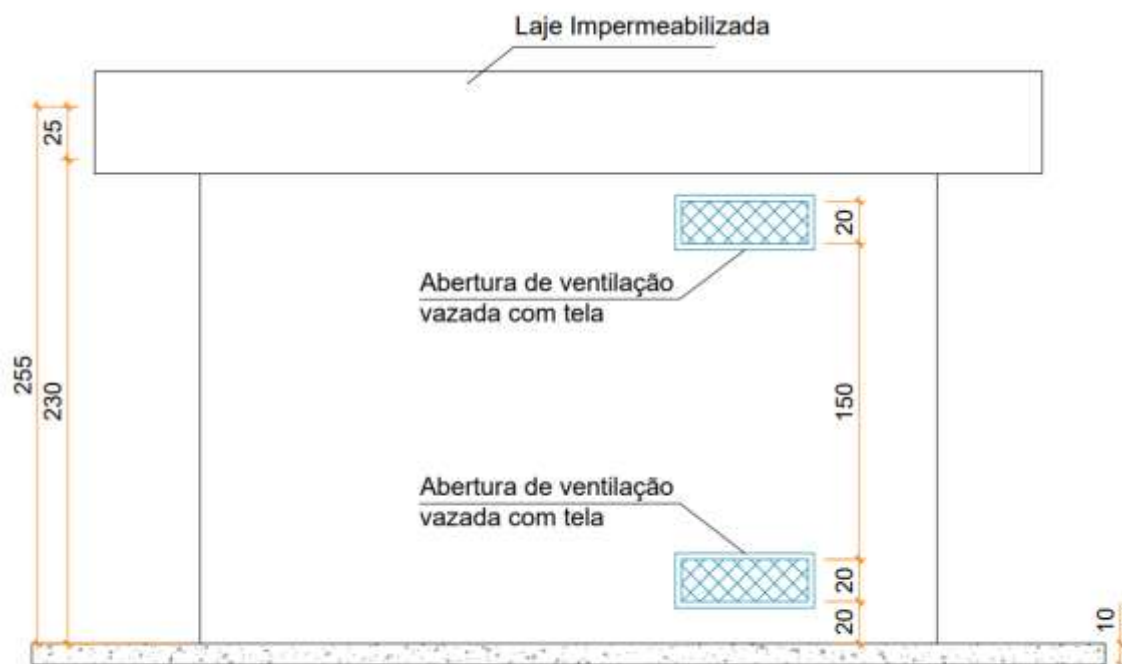 Laje Impermeabilizada
25
20
Abertura de ventilação
vazada com tela
255
230
150
Abertura de ventilação
vazada com tela
20
20
10